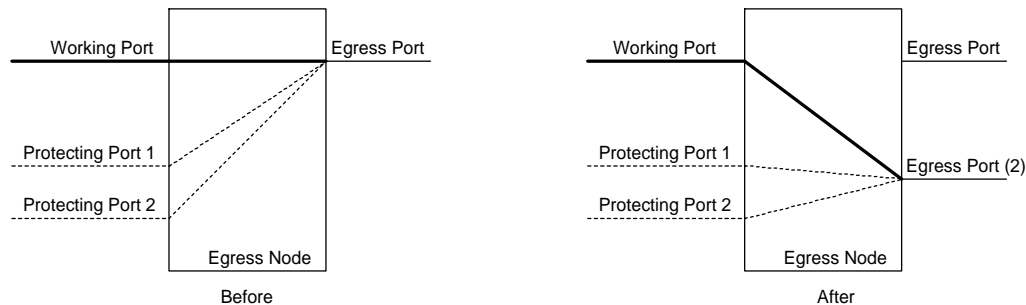 Working Port
Egress Port
Protecting Port 1
Protecting Port 2
Egress Node
Before
Working Port
Egress Port
Protecting Port 1
Egress Port (2)
Protecting Port 2
Egress Node
After